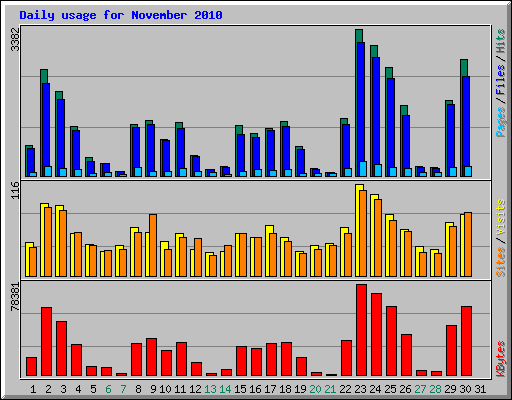 Daily usage for November 2010
3382
Pages / Files / Hits
116
Sites / Visits
78381
KBytes
1 2 3 4 5 6 7 8 9 10 11 12 13 14 15 16 17 18 19 20 21 22 23 24 25 26 27 28 29 30 31